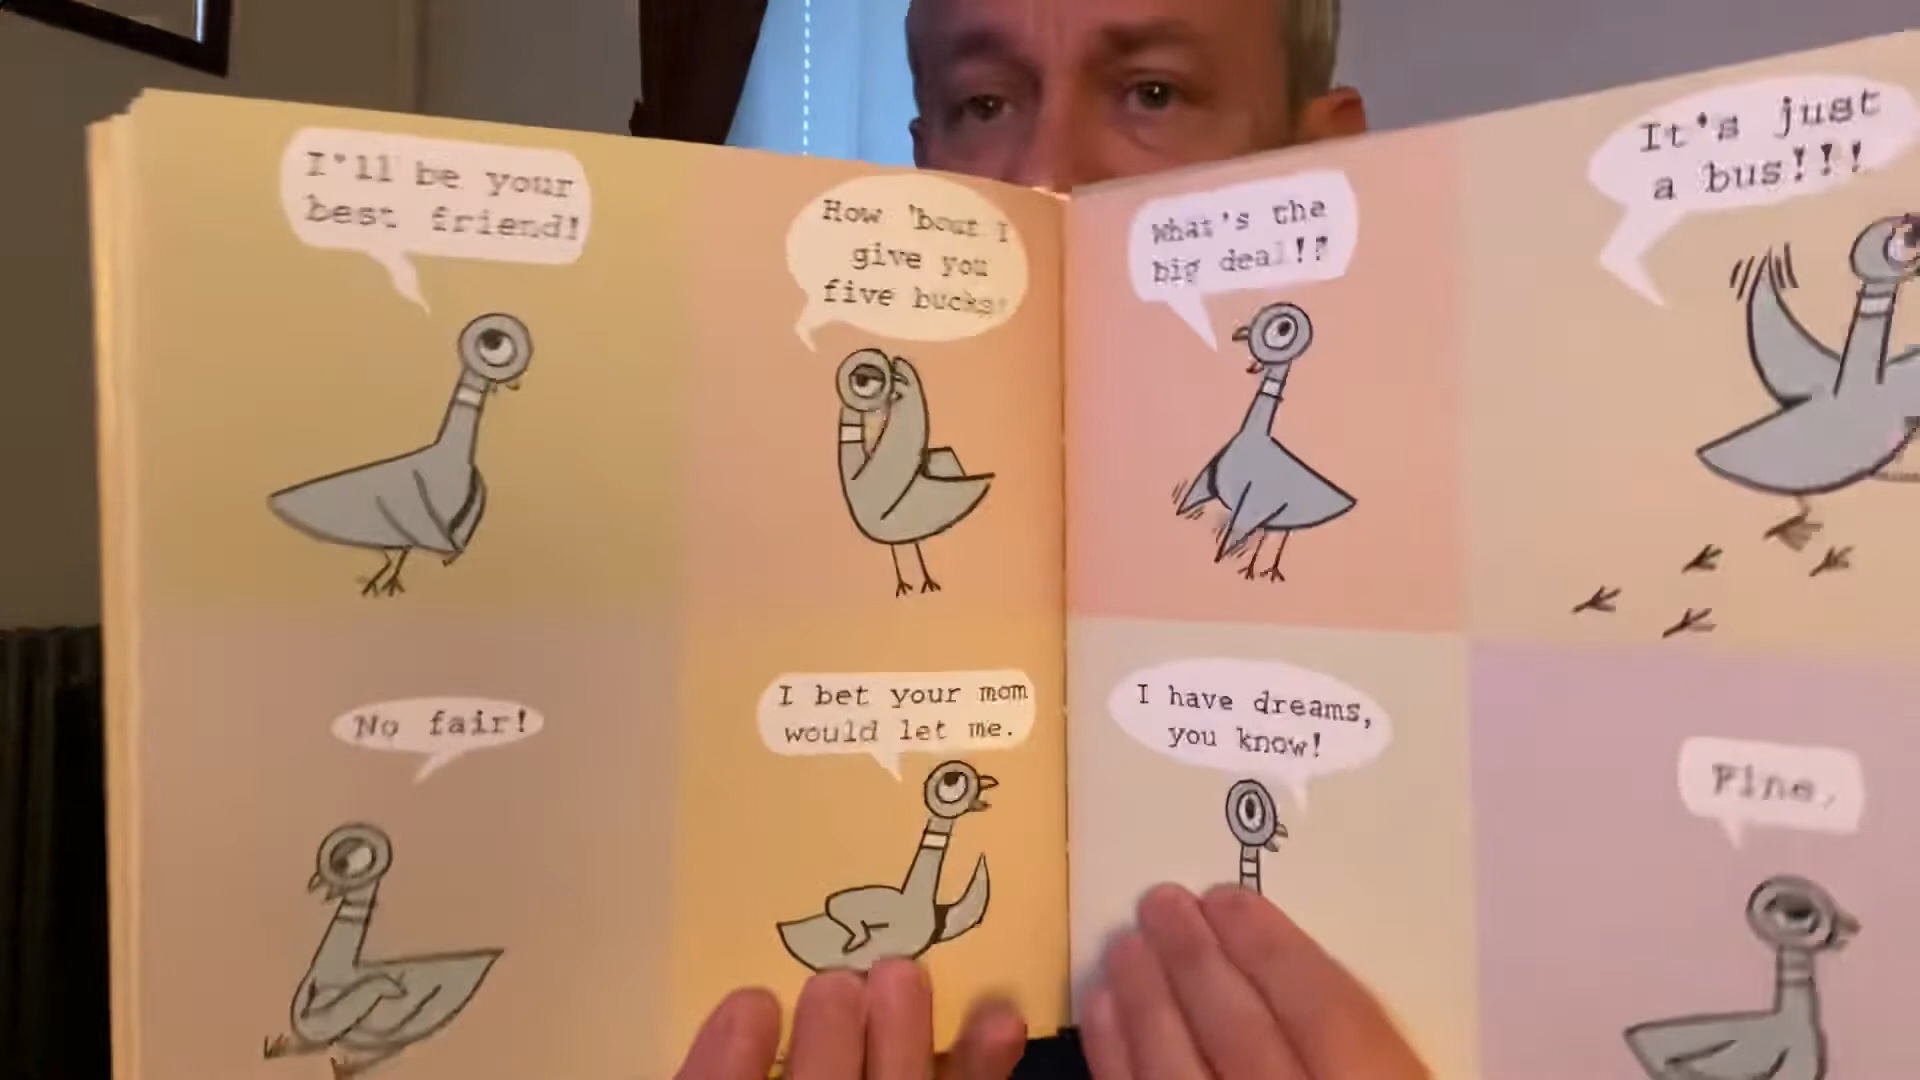 I'll be your
best friend!
How 'bout I
give you
five bucks?
No fair!
I bet your mom
would let me.
What's the
big deal!?
It's just
a bus!!!
I have dreams,
you know!
Fine.